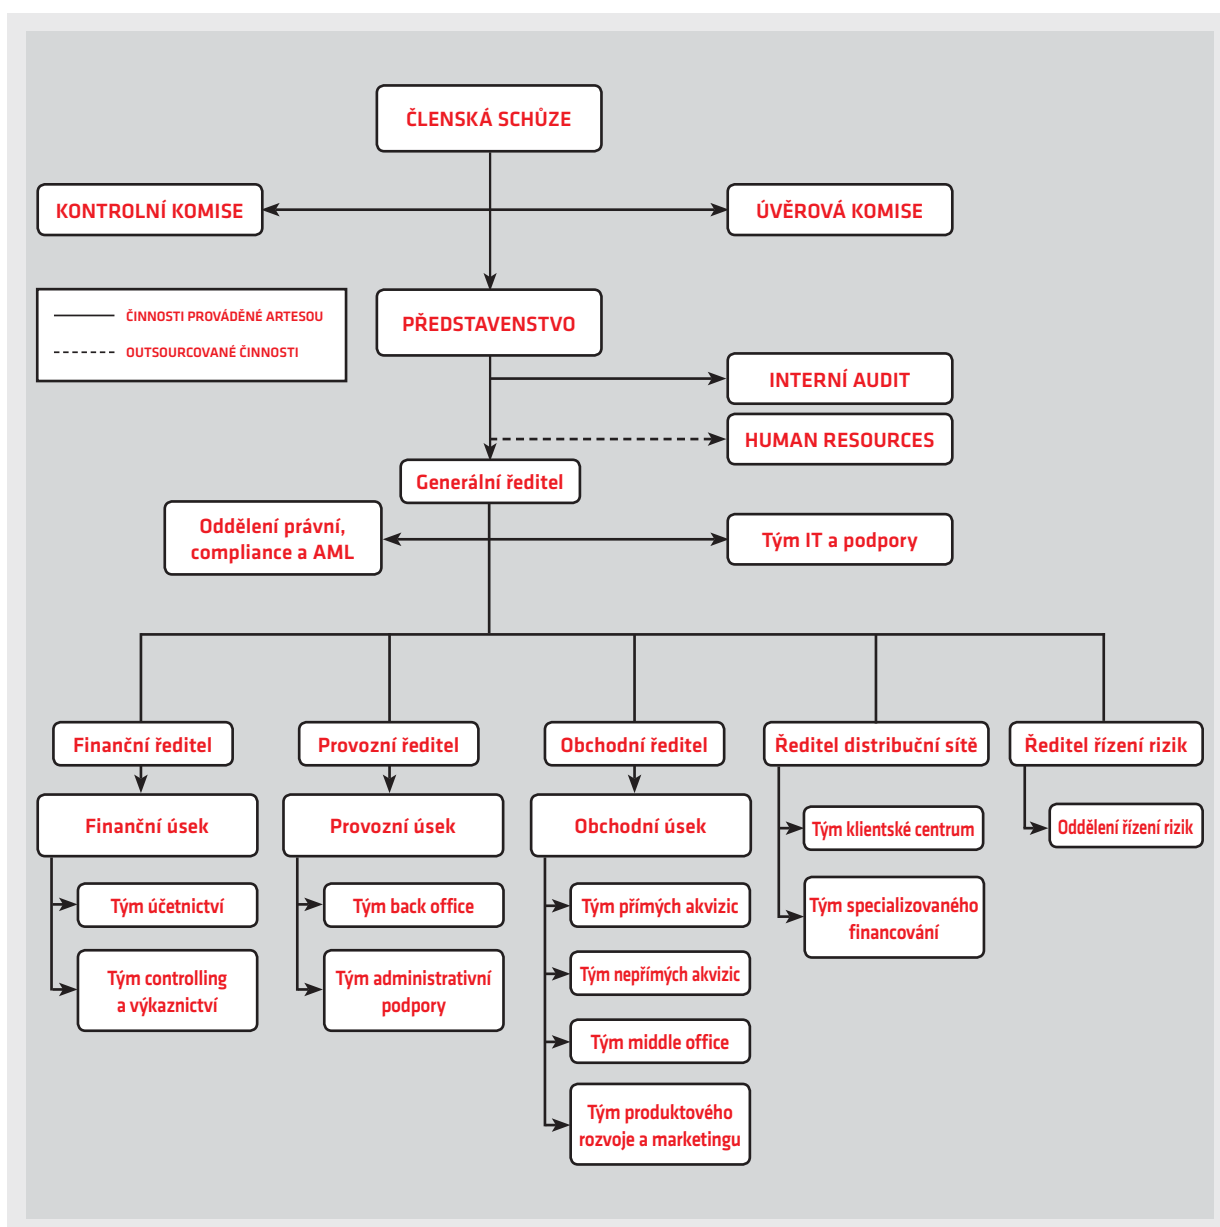 ČLENSKÁ SCHŮZE
KONTROLNÍ KOMISE
ÚVĚROVÁ KOMISE
ČINNOSTI PROVÁDĚNÉ ARTESOU
OUTSOURCOVANÉ ČINNOSTI
PŘEDSTAVENSTVO
INTERNÍ AUDIT
HUMAN RESOURCES
Generální ředitel
Oddělení právní,
compliance a AML
Tým IT a podpory
Finanční ředitel
Provozní ředitel
Obchodní ředitel
Ředitel distribuční sítě
Ředitel řízení rizik
Finanční úsek
Provozní úsek
Obchodní úsek
Tým klientské centrum
Oddělení řízení rizik
Tým účetnictví
Tým back office
Tým přímých akvizic
Tým specializovaného
financování
Tým controlling
a výkaznictví
Tým administrativní
podpory
Tým nepřímých akvizic
Tým middle office
Tým produktového
rozvoje a marketingu